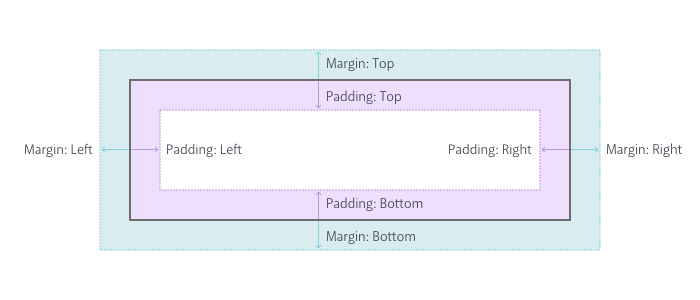 Margin: Top
Padding: Top
Margin: Left
Padding: Left
Padding: Right
Margin: Right
Padding: Bottom
Margin: Bottom